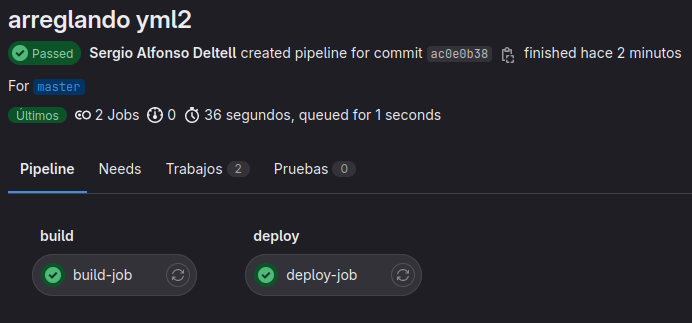 arreglando yml2
Passed Sergio Alfonso Deltell created pipeline for commit ac0e0b38 finished hace 2 minutos
For master
Últimos 2 Jobs 0 36 segundos, queued for 1 seconds
Pipeline Needs Trabajos 2 Pruebas 0
build deploy
build-job deploy-job